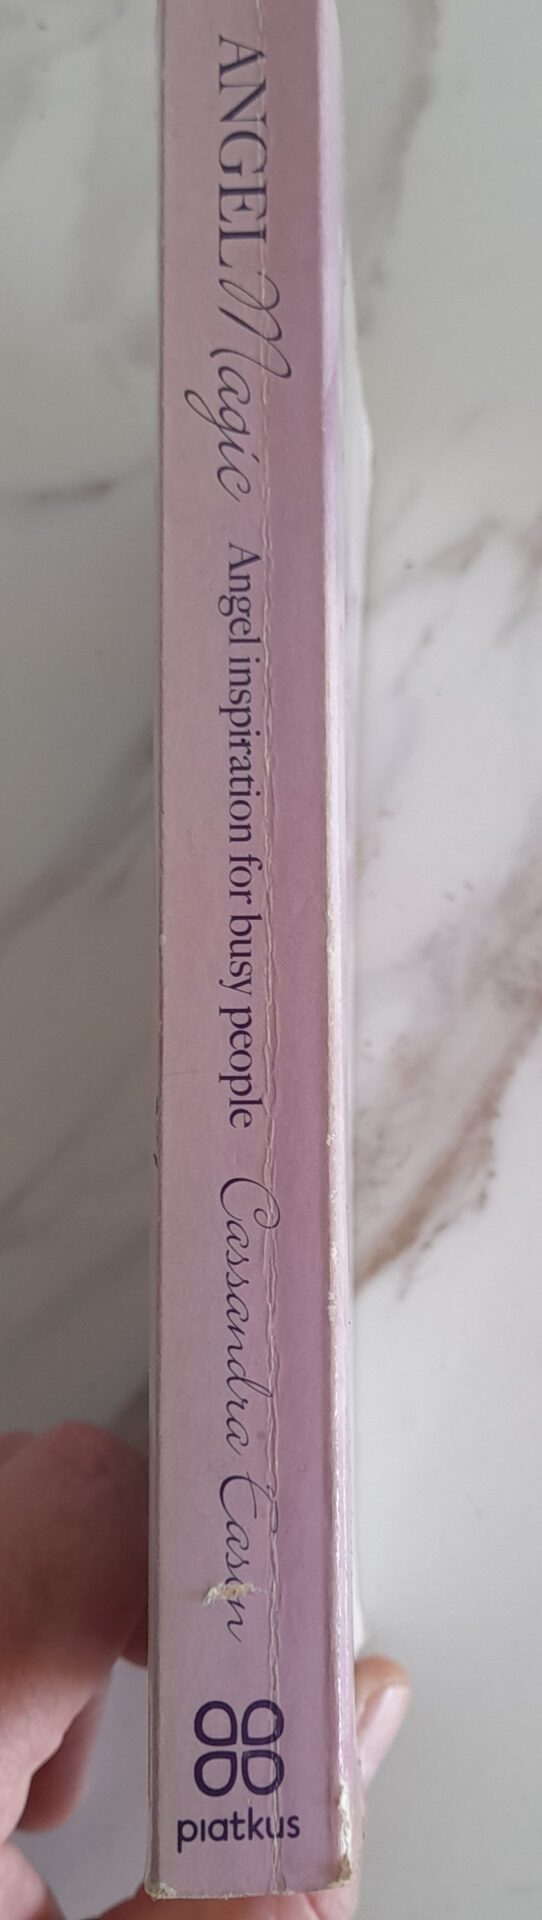 ANGEL Magic Angel inspiration for busy people Cassandra Eason
piatkus